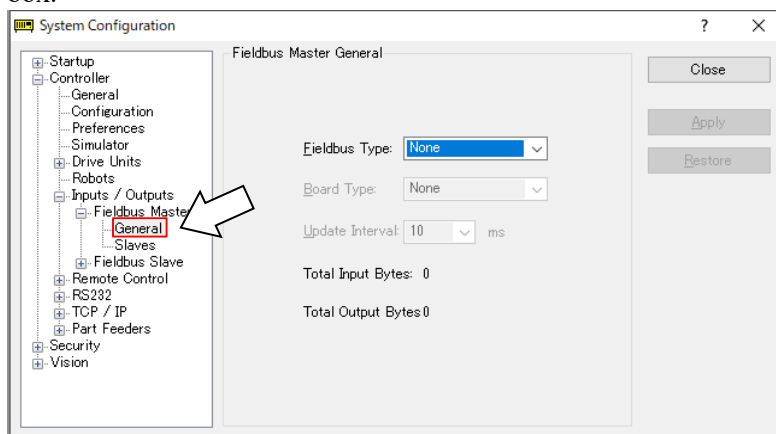 System Configuration
?
Startup
Controller
General
Configuration
Preferences
Simulator
Drive Units
Robots
Inputs / Outputs
Fieldbus Master
General
Slaves
Fieldbus Slave
Remote Control
RS232
TCP / IP
Part Feeders
Security
Vision
Fieldbus Master General
Fieldbus Type: None
Board Type: None
Update Interval: 10 ms
Total Input Bytes: 0
Total Output Bytes 0
Close
Apply
Restore